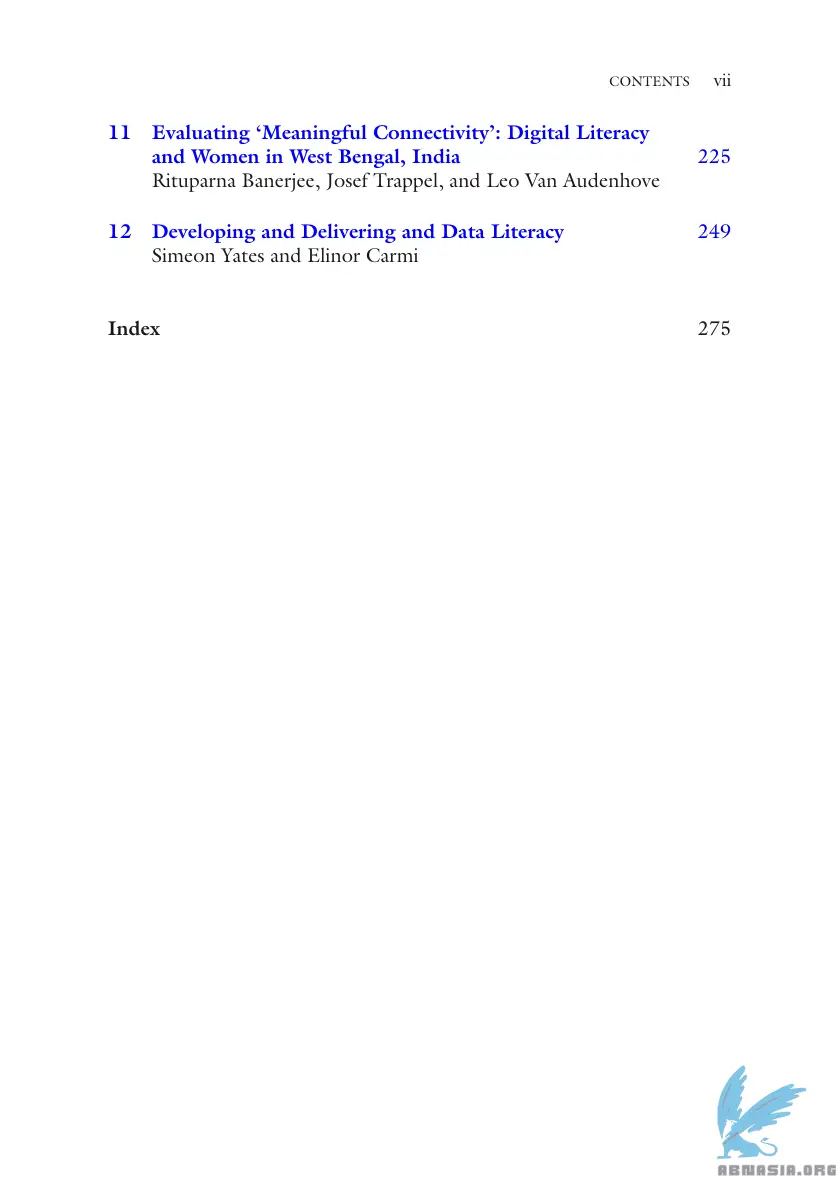 CONTENTS vii
11 Evaluating ‘Meaningful Connectivity’: Digital Literacy
and Women in West Bengal, India 225
Rituparna Banerjee, Josef Trappel, and Leo Van Audenhove
12 Developing and Delivering and Data Literacy 249
Simeon Yates and Elinor Carmi
Index 275
ABMASIA.ORG